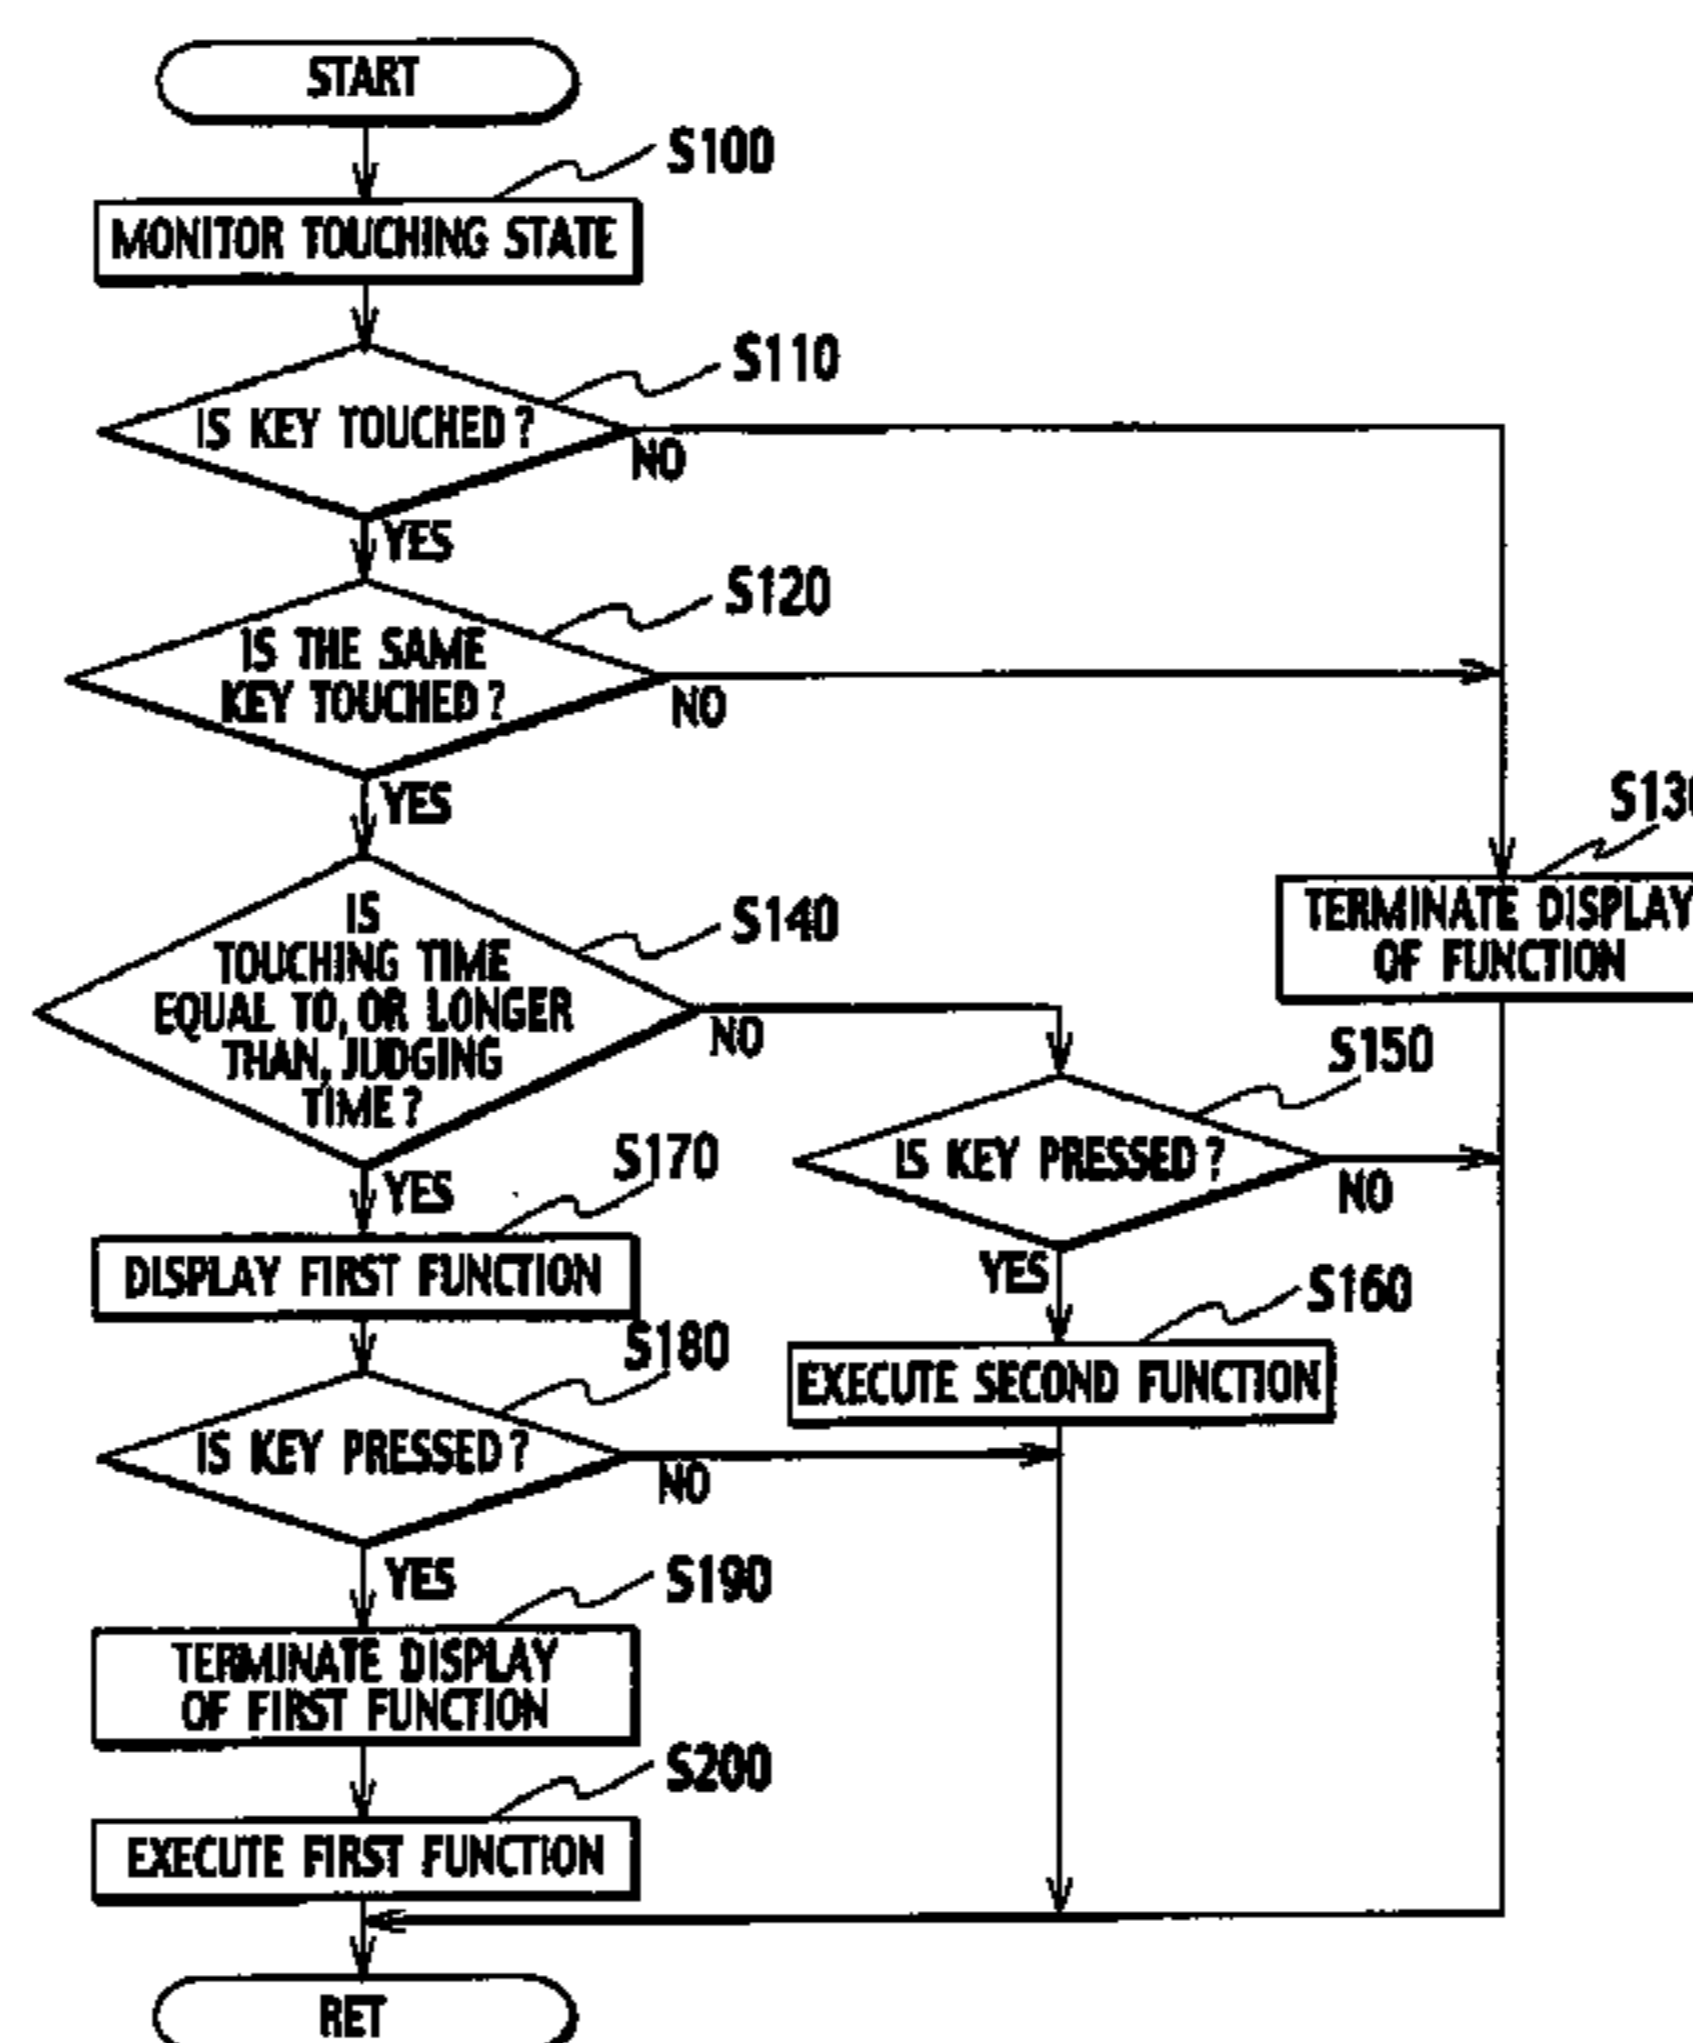 START
S100
MONITOR TOUCHING STATE
S110
IS KEY TOUCHED?
NO
YES
S120
IS THE SAME
KEY TOUCHED?
NO
YES
S130
TERMINATE DISPLAY
OF FUNCTION
S140
IS
TOUCHING TIME
EQUAL TO, OR LONGER
THAN, JUDGING
TIME?
NO
YES
S150
IS KEY PRESSED?
NO
YES
S160
EXECUTE SECOND FUNCTION
S170
DISPLAY FIRST FUNCTION
S180
IS KEY PRESSED?
NO
YES
S190
TERMINATE DISPLAY
OF FIRST FUNCTION
S200
EXECUTE FIRST FUNCTION
RET